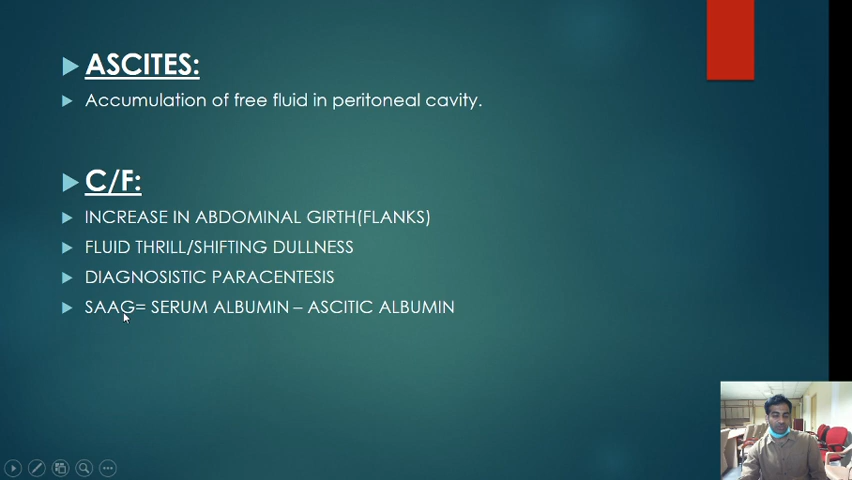 ASCITES:
Accumulation of free fluid in peritoneal cavity.
C/F:
INCREASE IN ABDOMINAL GIRTH(FLANKS)
FLUID THRILL/SHIFTING DULLNESS
DIAGNOSISTIC PARACENTESIS
SAAG= SERUM ALBUMIN – ASCITIC ALBUMIN